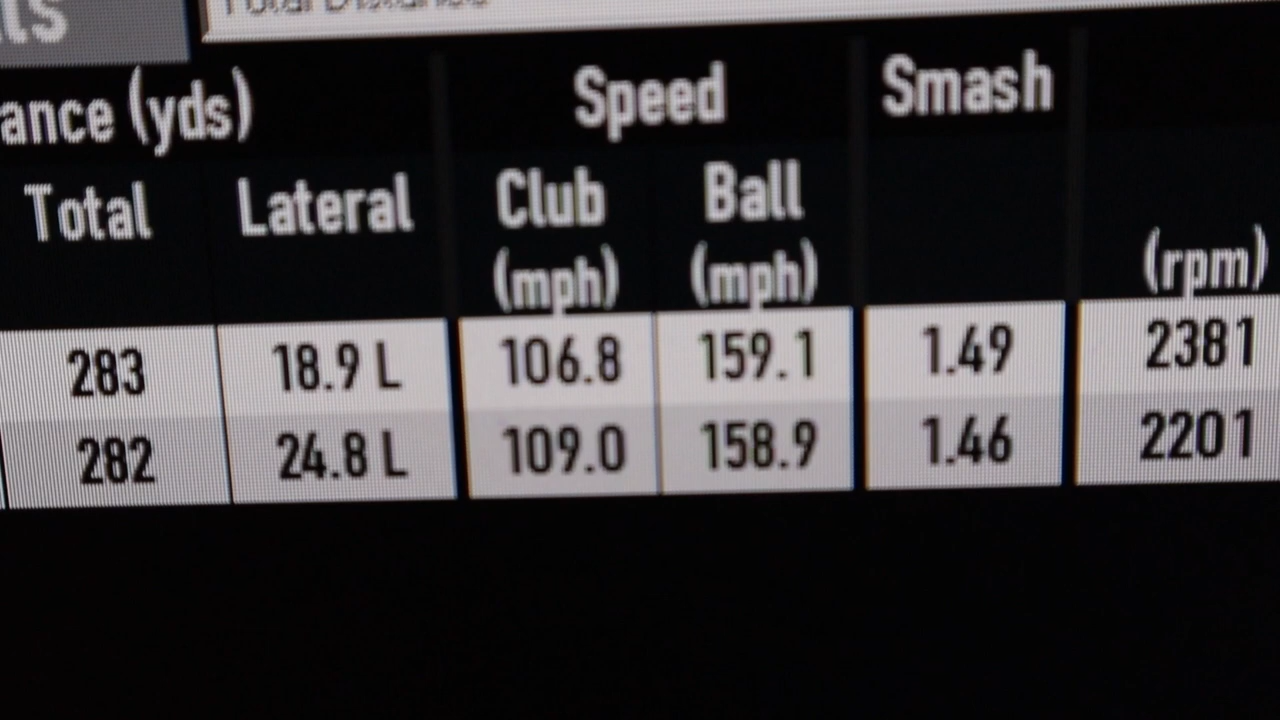 ance (yds) Speed Smash
Total Lateral Club Ball
(mph) (mph) (rpm)
283 18.9 L 106.8 159.1 1.49 2381
282 24.8 L 109.0 158.9 1.46 2201